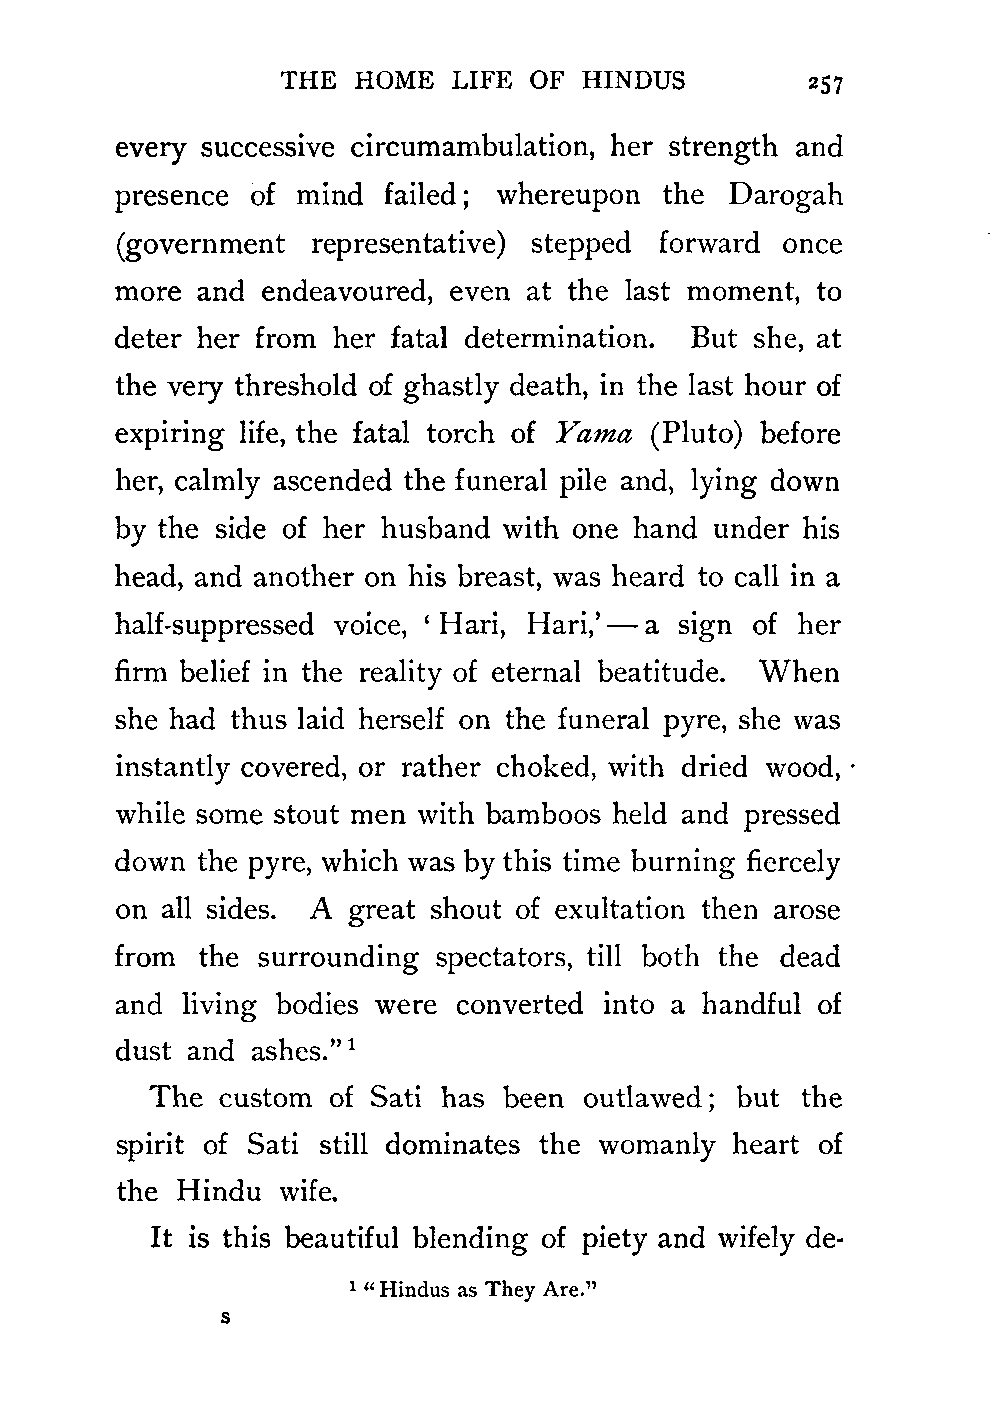 THE HOME LIFE OF HINDUS 257
every successive circumambulation, her strength and
presence of mind failed; whereupon the Darogah
(government representative) stepped forward once
more and endeavoured, even at the last moment, to
deter her from her fatal determination. But she, at
the very threshold of ghastly death, in the last hour of
expiring life, the fatal torch of Yama (Pluto) before
her, calmly ascended the funeral pile and, lying down
by the side of her husband with one hand under his
head, and another on his breast, was heard to call in a
half-suppressed voice, ‘ Hari, Hari,’—a sign of her
firm belief in the reality of eternal beatitude. When
she had thus laid herself on the funeral pyre, she was
instantly covered, or rather choked, with dried wood,
while some stout men with bamboos held and pressed
down the pyre, which was by this time burning fiercely
on all sides. A great shout of exultation then arose
from the surrounding spectators, till both the dead
and living bodies were converted into a handful of
dust and ashes.” 1
The custom of Sati has been outlawed; but the
spirit of Sati still dominates the womanly heart of
the Hindu wife.
It is this beautiful blending of piety and wifely de-
1 “Hindus as They Are.”
S